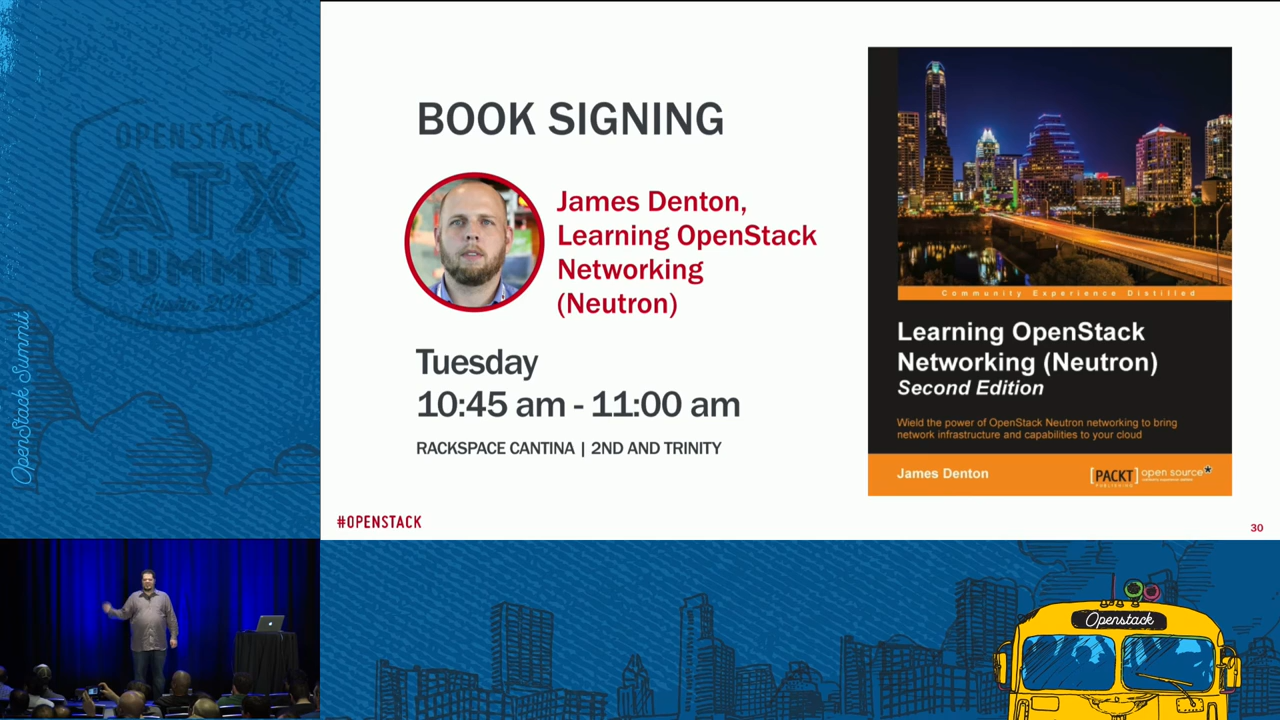 OPENSTACK
ATX
SUMMIT
OpenStack Summit
BOOK SIGNING
James Denton,
Learning OpenStack
Networking
(Neutron)
Tuesday
10:45 am - 11:00 am
RACKSPACE CANTINA | 2ND AND TRINITY
#OPENSTACK
30
Community Experience Distilled
Learning OpenStack
Networking (Neutron)
Second Edition
Wield the power of OpenStack Neutron networking to bring
network infrastructure and capabilities to your cloud
James Denton
[PACKT] open source*
PUBLISHING
Openstack